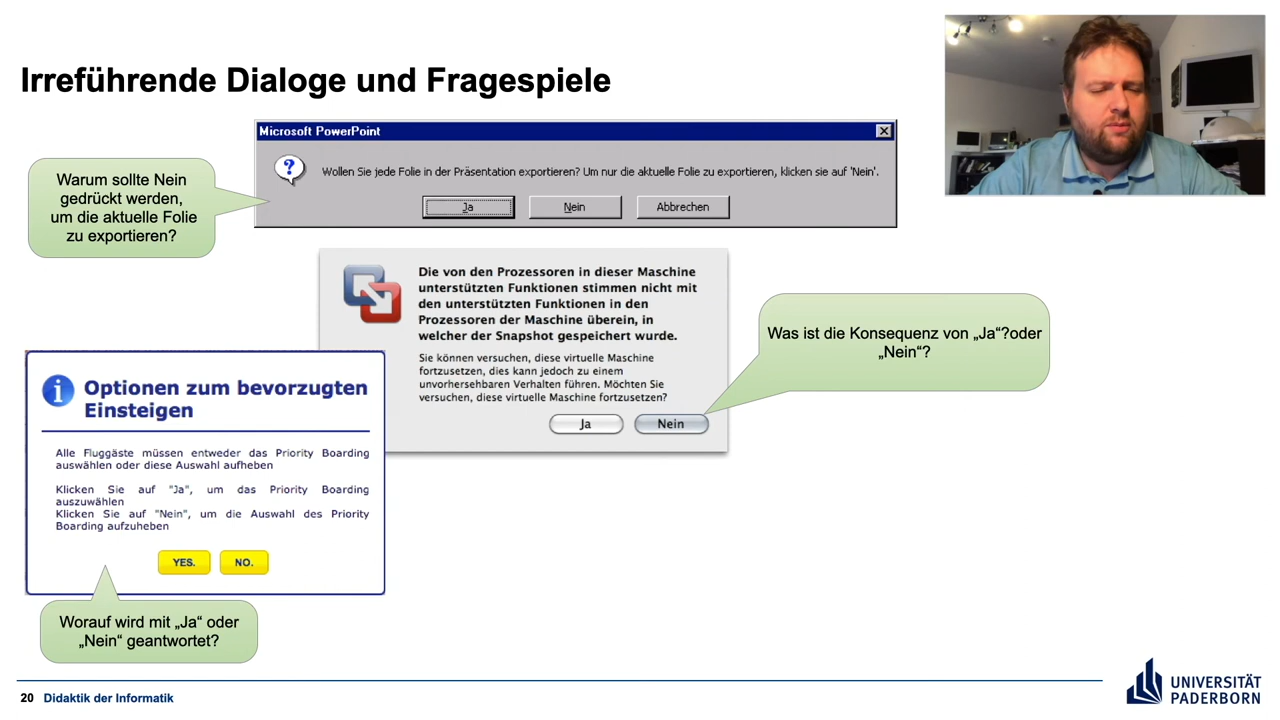 Irreführende Dialoge und Fragespiele
Microsoft PowerPoint
Wollen Sie jede Folie in der Präsentation exportieren? Um nur die aktuelle Folie zu exportieren, klicken sie auf 'Nein'.
Ja
Nein
Abbrechen
Warum sollte Nein
gedrückt werden,
um die aktuelle Folie
zu exportieren?
Die von den Prozessoren in dieser Maschine
unterstützten Funktionen stimmen nicht mit
den unterstützten Funktionen in den
Prozessoren der Maschine überein, in
welcher der Snapshot gespeichert wurde.
Sie können versuchen, diese virtuelle Maschine
fortzusetzen, dies kann jedoch zu einem
unvorhersehbaren Verhalten führen. Möchten Sie
versuchen, diese virtuelle Maschine fortzusetzen?
Ja
Nein
Was ist die Konsequenz von „Ja“?oder
„Nein“?
Optionen zum bevorzugten
Einsteigen
Alle Fluggäste müssen entweder das Priority Boarding
auswählen oder diese Auswahl aufheben
Klicken Sie auf "Ja", um das Priority Boarding
auszuwählen
Klicken Sie auf "Nein", um die Auswahl des Priority
Boarding aufzuheben
YES.
NO.
Worauf wird mit „Ja“ oder
„Nein“ geantwortet?
20 Didaktik der Informatik
UNIVERSITÄT
PADERBORN